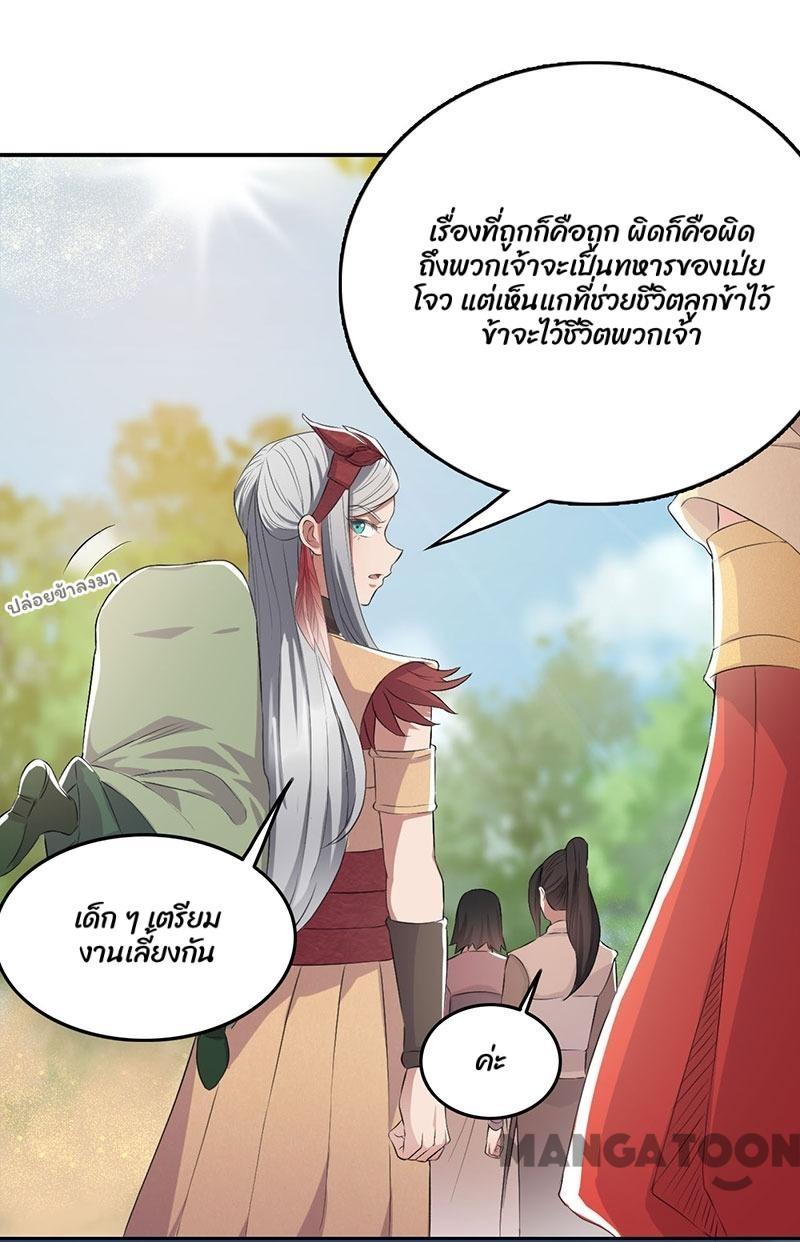 เรื่องที่ถูกก็คือถูก ผิดก็คือผิด
ถึงพวกเจ้าจะเป็นทหารของเปย
โจว แต่เห็นแกที่ช่วยชีวิตลูกข้าไว้
ข้าจะไว้ชีวิตพวกเจ้า
ปล่อยข้าลงมา
เด็ก ๆ เตรียม
งานเลี้ยงกัน
ค่ะ
MANGATOON